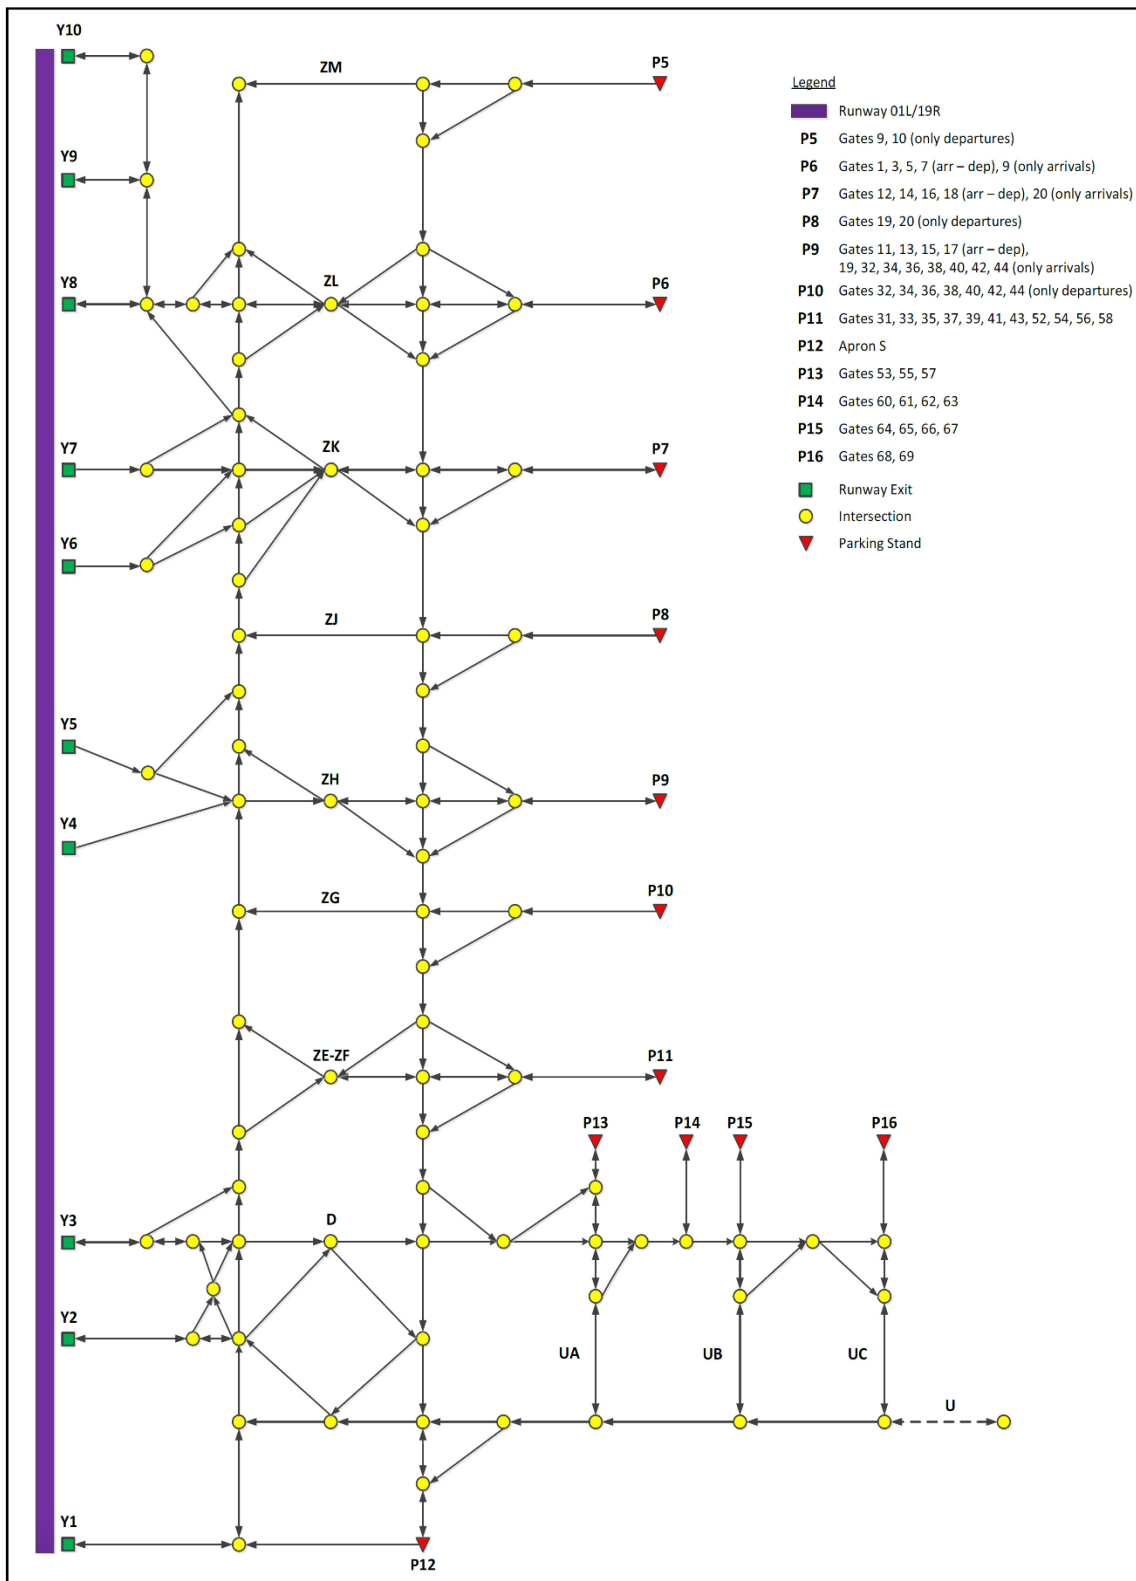 Y10
ZM
P5
Y9
Y8
ZL
P6
Y7
ZK
P7
Y6
ZJ
P8
Y5
ZH
P9
Y4
ZG
P10
ZE-ZF
P11
P13
P14
P15
P16
Y3
D
Y2
UA
UB
UC
U
Y1
P12
Legend
Runway 01L/19R
P5 Gates 9, 10 (only departures)
P6 Gates 1, 3, 5, 7 (arr – dep), 9 (only arrivals)
P7 Gates 12, 14, 16, 18 (arr – dep), 20 (only arrivals)
P8 Gates 19, 20 (only departures)
P9 Gates 11, 13, 15, 17 (arr – dep),
19, 32, 34, 36, 38, 40, 42, 44 (only arrivals)
P10 Gates 32, 34, 36, 38, 40, 42, 44 (only departures)
P11 Gates 31, 33, 35, 37, 39, 41, 43, 52, 54, 56, 58
P12 Apron S
P13 Gates 53, 55, 57
P14 Gates 60, 61, 62, 63
P15 Gates 64, 65, 66, 67
P16 Gates 68, 69
Runway Exit
Intersection
Parking Stand